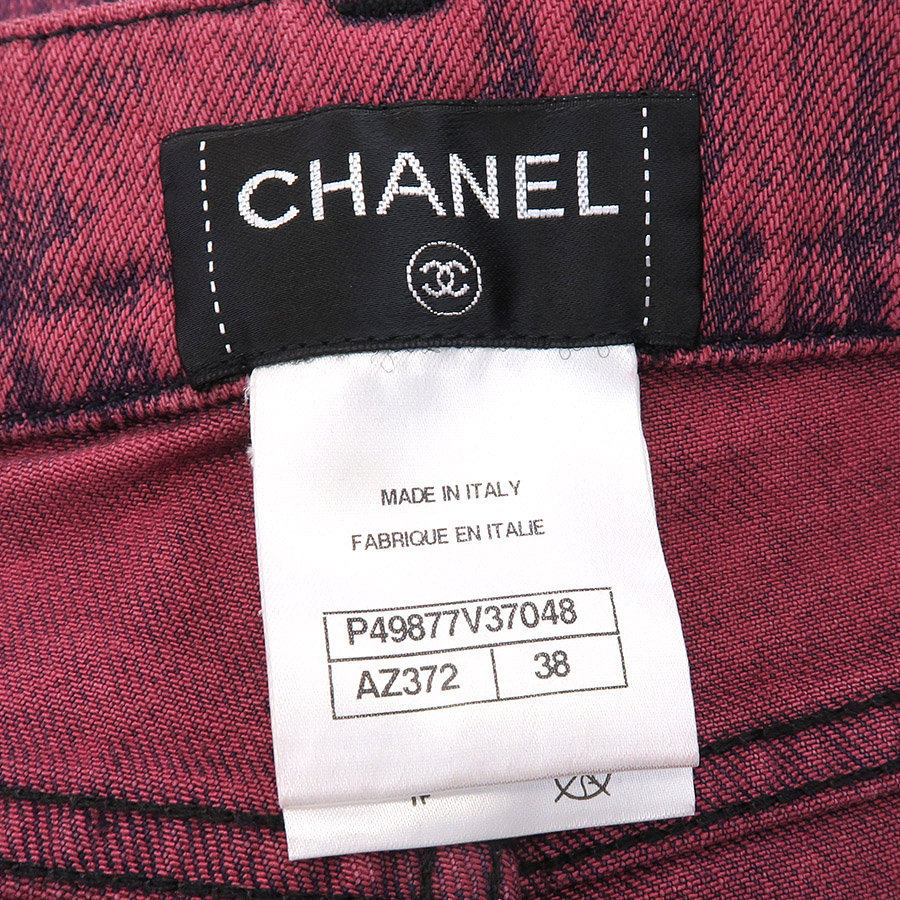 CHANEL
MADE IN ITALY
FABRIQUE EN ITALIE
P49877V37048
AZ372 38